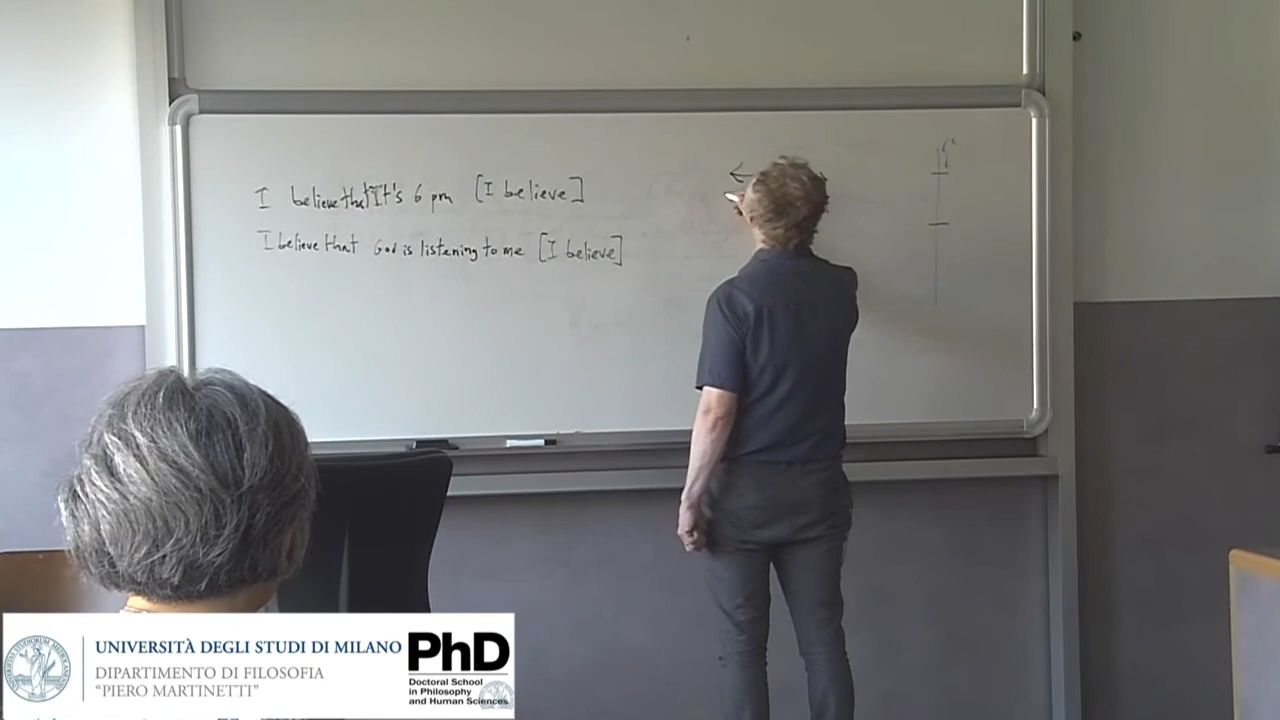 I believe that It's 6 pm [I believe]
I believe that God is listening to me [I believe]
UNIVERSITÀ DEGLI STUDI DI MILANO
DIPARTIMENTO DI FILOSOFIA
"PIERO MARTINETTI"
PhD
Doctoral School
in Philosophy
and Human Sciences